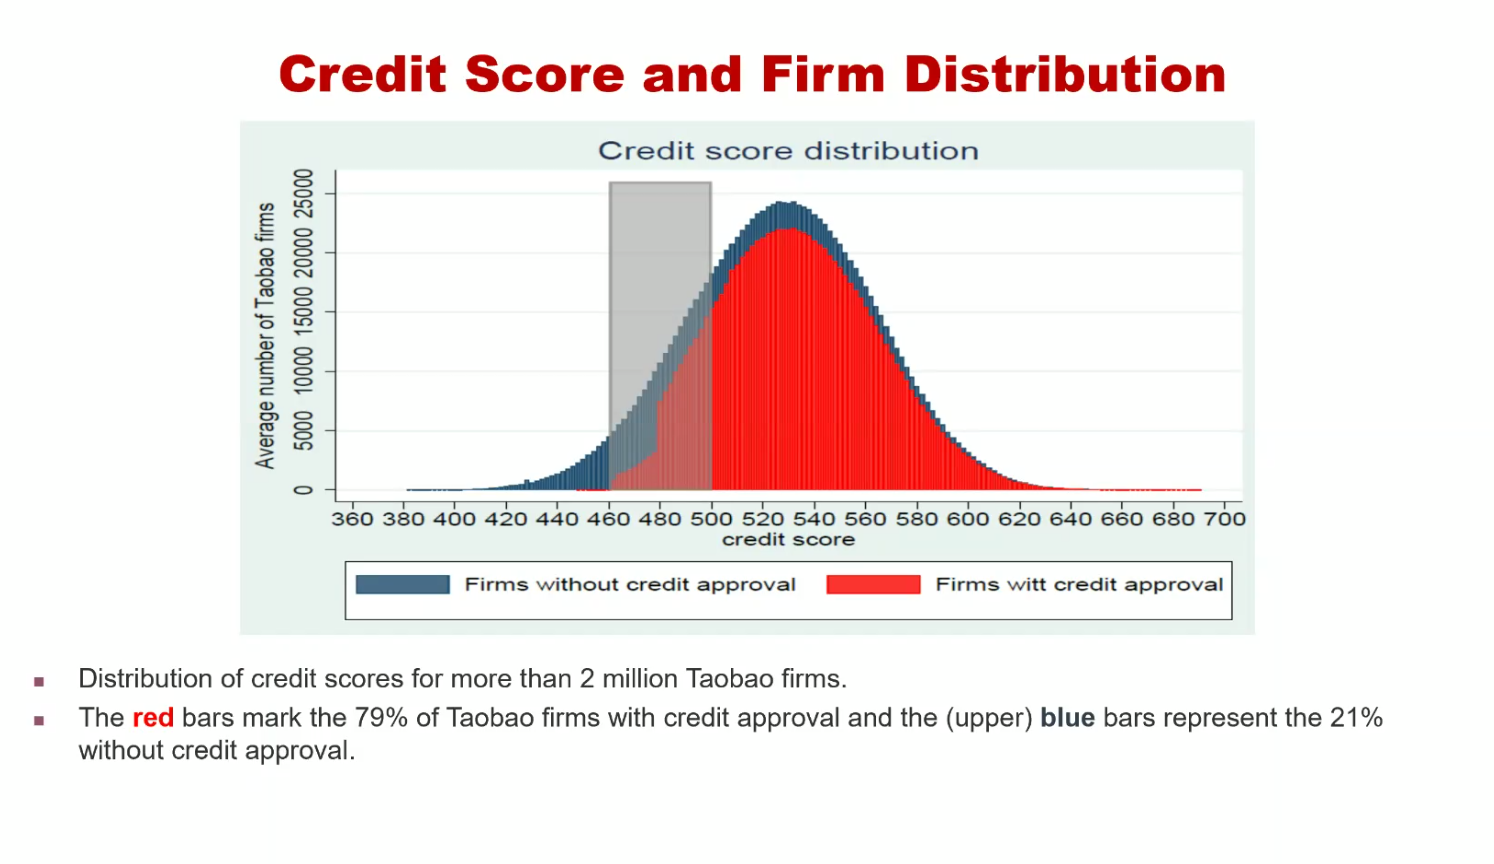 Credit Score and Firm Distribution
Credit score distribution
Average number of Taobao firms
25000
20000
15000
10000
5000
0
360 380 400 420 440 460 480 500 520 540 560 580 600 620 640 660 680 700
credit score
Firms without credit approval Firms witt credit approval
▪ Distribution of credit scores for more than 2 million Taobao firms.
▪ The red bars mark the 79% of Taobao firms with credit approval and the (upper) blue bars represent the 21%
without credit approval.